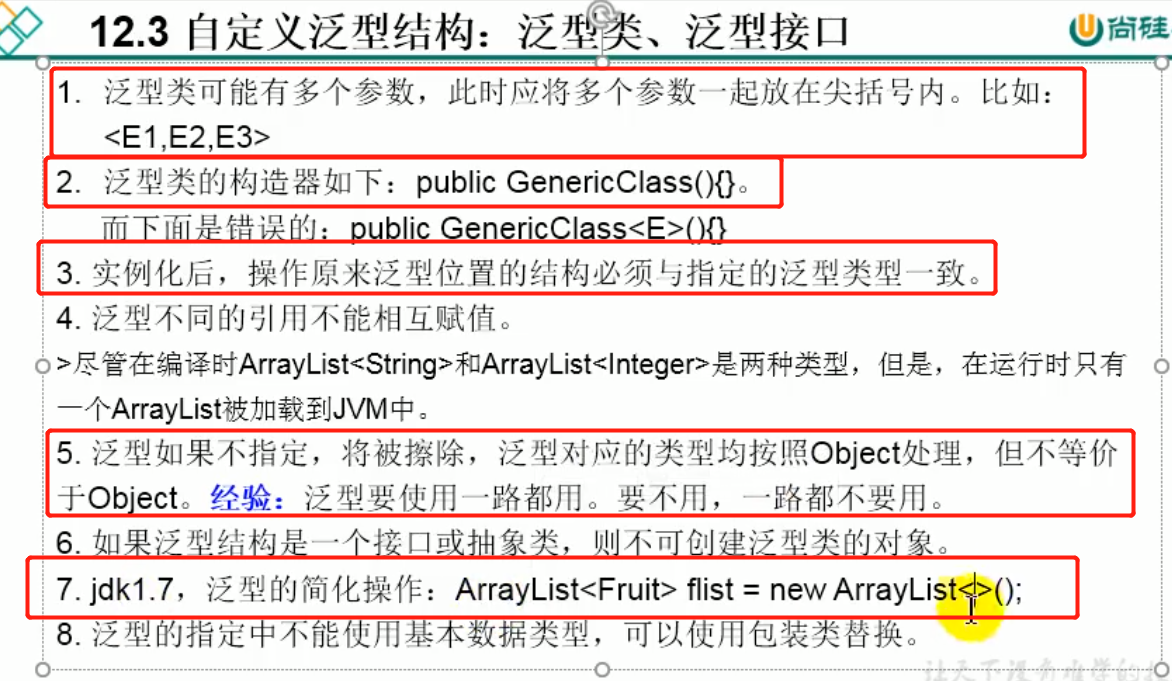 12.3 自定义泛型结构：泛型类、泛型接口
尚硅
1. 泛型类可能有多个参数，此时应将多个参数一起放在尖括号内。比如：
<E1,E2,E3>
2. 泛型类的构造器如下：public GenericClass(){}。
而下面是错误的：public GenericClass<E>(){}
3. 实例化后，操作原来泛型位置的结构必须与指定的泛型类型一致。
4. 泛型不同的引用不能相互赋值。
>尽管在编译时ArrayList<String>和ArrayList<Integer>是两种类型，但是，在运行时只有
一个ArrayList被加载到JVM中。
5. 泛型如果不指定，将被擦除，泛型对应的类型均按照Object处理，但不等价
于Object。经验：泛型要使用一路都用。要不用，一路都不要用。
6. 如果泛型结构是一个接口或抽象类，则不可创建泛型类的对象。
7. jdk1.7，泛型的简化操作：ArrayList<Fruit> flist = new ArrayList<>();
8. 泛型的指定中不能使用基本数据类型，可以使用包装类替换。
让天下没有难学的